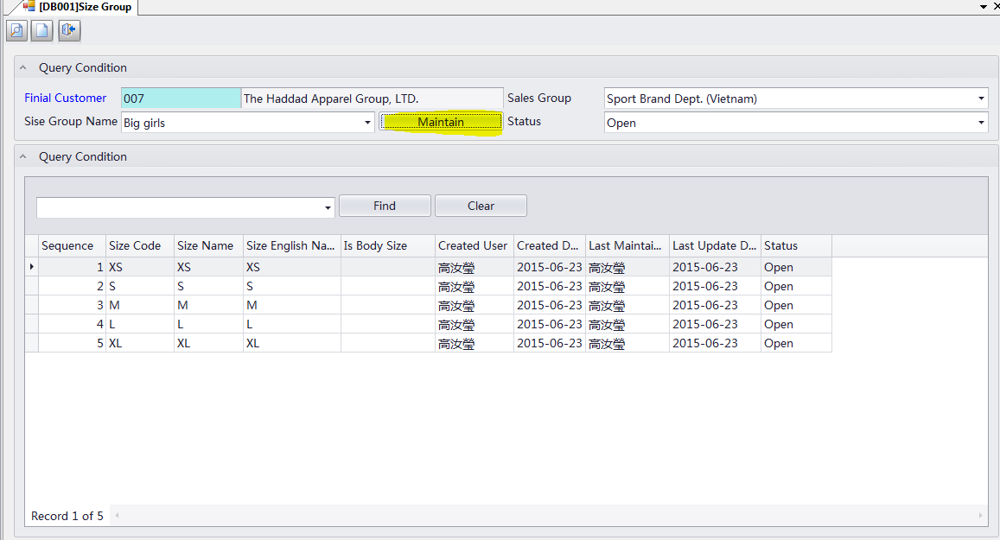 [DB001]Size Group
Query Condition
Finial Customer 007 The Haddad Apparel Group, LTD. Sales Group Sport Brand Dept. (Vietnam)
Sise Group Name Big girls Maintain Status Open
Query Condition
Find Clear
Sequence Size Code Size Name Size English Na... Is Body Size Created User Created D... Last Maintai... Last Update D... Status
1 XS XS XS 高汝瑩 2015-06-23 高汝瑩 2015-06-23 Open
2 S S S 高汝瑩 2015-06-23 高汝瑩 2015-06-23 Open
3 M M M 高汝瑩 2015-06-23 高汝瑩 2015-06-23 Open
4 L L L 高汝瑩 2015-06-23 高汝瑩 2015-06-23 Open
5 XL XL XL 高汝瑩 2015-06-23 高汝瑩 2015-06-23 Open
Record 1 of 5